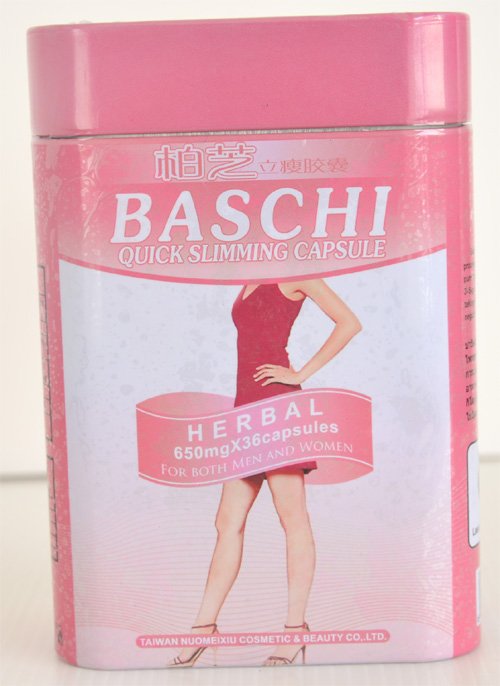 柏芝立瘦胶囊
BASCHI
QUICK SLIMMING CAPSULE
HERBAL
650mgX36capsules
FOR BOTH MEN AND WOMEN
TAIWAN NUOMEIXIU COSMETIC & BEAUTY CO,.LTD.